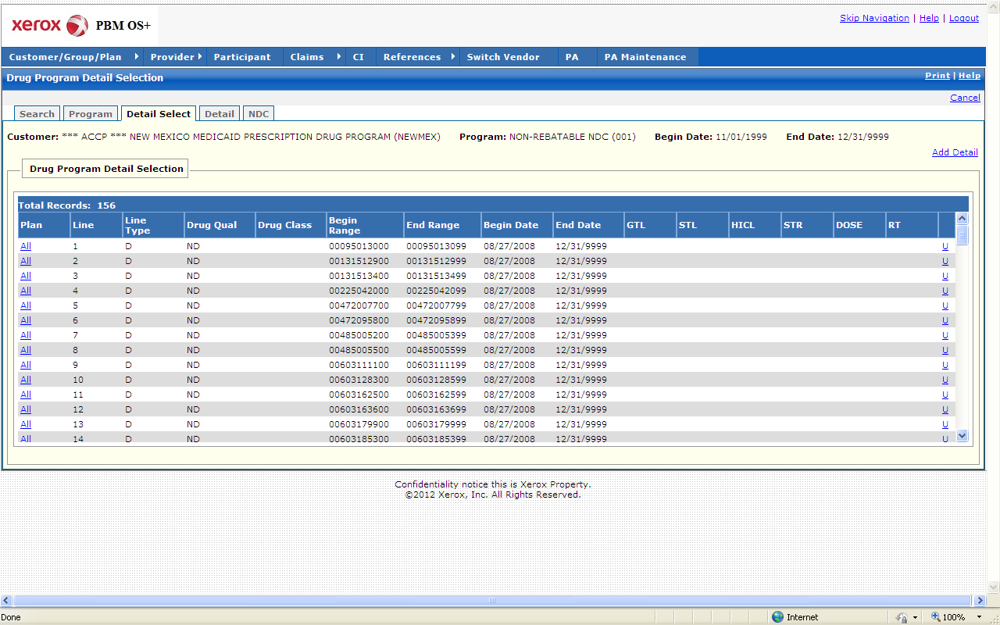 xerox PBM OS+
Skip Navigation | Help | Logout
Customer/Group/Plan Provider Participant Claims CI References Switch Vendor PA PA Maintenance
Drug Program Detail Selection Print | Help
Cancel
Search Program Detail Select Detail NDC
Customer: *** ACCP *** NEW MEXICO MEDICAID PRESCRIPTION DRUG PROGRAM (NEWMEX) Program: NON-REBATABLE NDC (001) Begin Date: 11/01/1999 End Date: 12/31/9999
Add Detail
Drug Program Detail Selection
Total Records: 156
Plan Line Line Type Drug Qual Drug Class Begin Range End Range Begin Date End Date GTL STL HICL STR DOSE RT
All 1 D ND 00095013000 00095013099 08/27/2008 12/31/9999 U
All 2 D ND 00131512900 00131512999 08/27/2008 12/31/9999 U
All 3 D ND 00131513400 00131513499 08/27/2008 12/31/9999 U
All 4 D ND 00225042000 00225042099 08/27/2008 12/31/9999 U
All 5 D ND 00472007700 00472007799 08/27/2008 12/31/9999 U
All 6 D ND 00472095800 00472095899 08/27/2008 12/31/9999 U
All 7 D ND 00485005200 00485005399 08/27/2008 12/31/9999 U
All 8 D ND 00485005500 00485005599 08/27/2008 12/31/9999 U
All 9 D ND 00603111100 00603111199 08/27/2008 12/31/9999 U
All 10 D ND 00603128300 00603128599 08/27/2008 12/31/9999 U
All 11 D ND 00603162500 00603162599 08/27/2008 12/31/9999 U
All 12 D ND 00603163600 00603163699 08/27/2008 12/31/9999 U
All 13 D ND 00603179900 00603179999 08/27/2008 12/31/9999 U
All 14 D ND 00603185300 00603185399 08/27/2008 12/31/9999 U
Confidentiality notice this is Xerox Property.
©2012 Xerox, Inc. All Rights Reserved.
Done Internet 100%